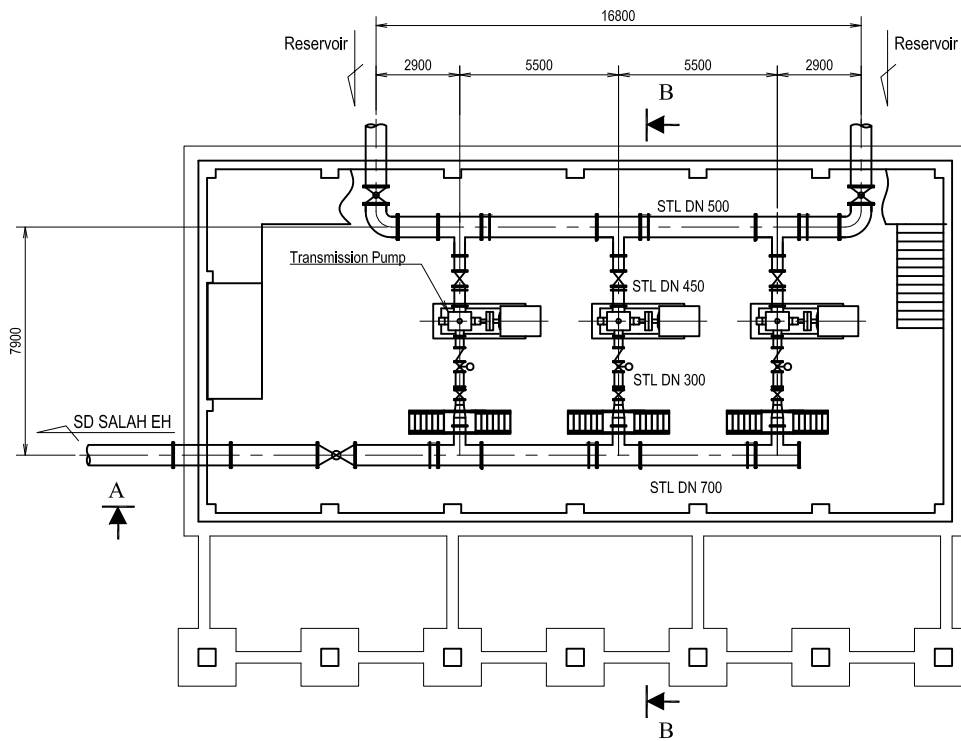 16800
Reservoir
Reservoir
2900
5500
5500
2900
B
STL DN 500
Transmission Pump
STL DN 450
7900
STL DN 300
SD SALAH EH
STL DN 700
A
B